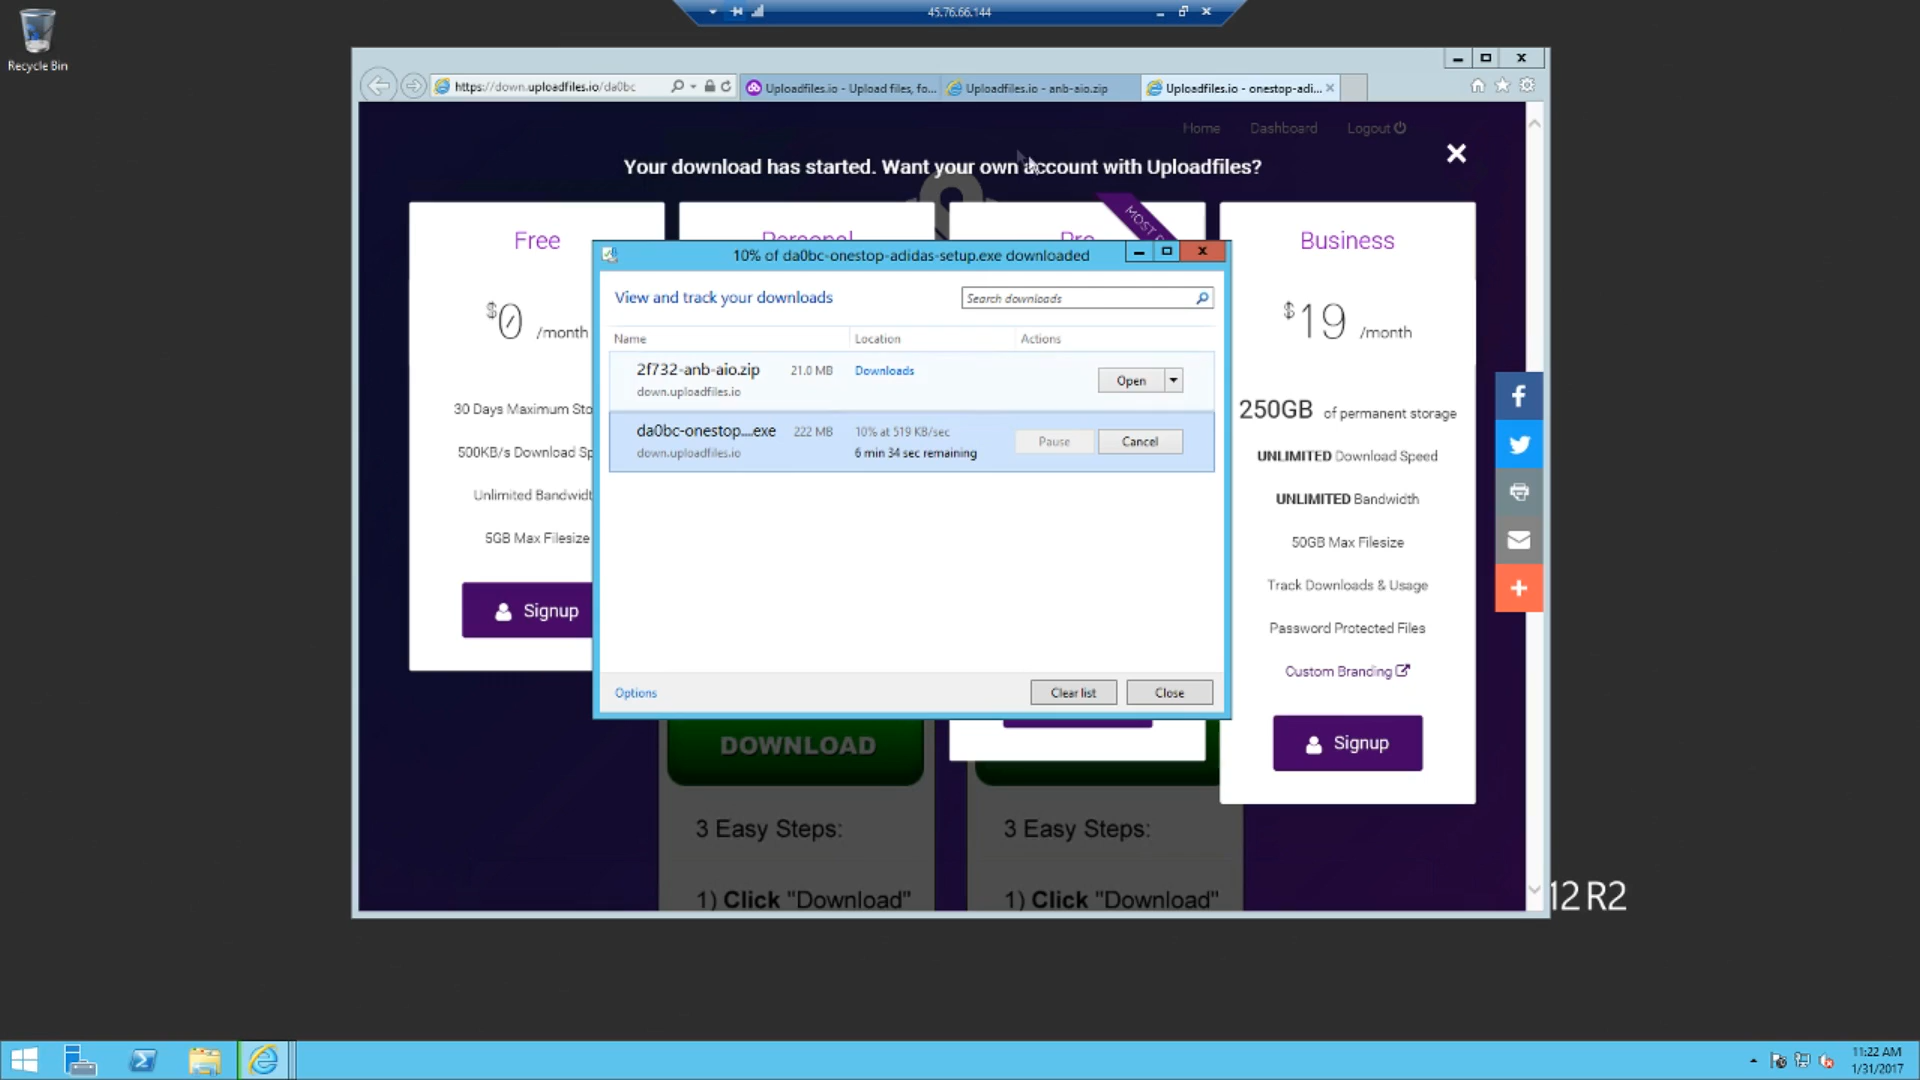 45.76.66.144
Recycle Bin
https://down.uploadfiles.io/da0bc
Uploadfiles.io - Upload files, fo...
Uploadfiles.io - anb-aio.zip
Uploadfiles.io - onestop-adi...
Home
Dashboard
Logout
Your download has started. Want your own account with Uploadfiles?
Free
$0 /month
30 Days Maximum Sto
500KB/s Download Sp
Unlimited Bandwidt
5GB Max Filesize
Signup
Personal
Pro
MOST
Business
$19 /month
250GB of permanent storage
UNLIMITED Download Speed
UNLIMITED Bandwidth
50GB Max Filesize
Track Downloads & Usage
Password Protected Files
Custom Branding
Signup
10% of da0bc-onestop-adidas-setup.exe downloaded
View and track your downloads
Search downloads
Name
Location
Actions
2f732-anb-aio.zip
21.0 MB
Downloads
down.uploadfiles.io
Open
da0bc-onestop....exe
222 MB
10% at 519 KB/sec
down.uploadfiles.io
6 min 34 sec remaining
Pause
Cancel
Options
Clear list
Close
DOWNLOAD
3 Easy Steps:
1) Click "Download"
3 Easy Steps:
1) Click "Download"
12 R2
11:22 AM
1/31/2017